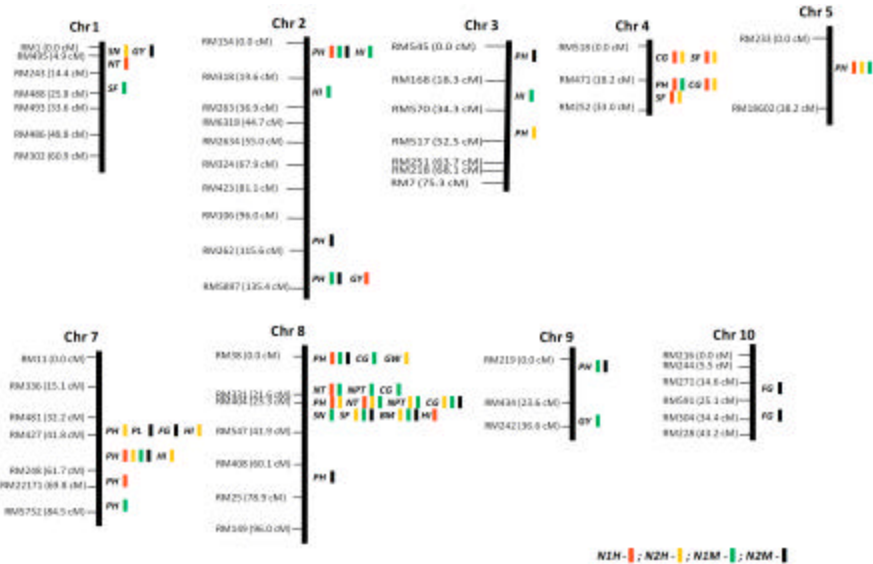 Chr 1
RM1 (0.0 cM)
RM495 (4.9 cM)
RM243 (14.4 cM)
RM488 (25.8 cM)
RM493 (33.6 cM)
RM486 (48.8 cM)
RM302 (60.9 cM)
SN GY
NT
SF
Chr 2
RM154 (0.0 cM)
RM318 (19.6 cM)
RM263 (36.9 cM)
RM6318 (44.7 cM)
RM2634 (55.0 cM)
RM324 (67.9 cM)
RM423 (81.1 cM)
RM106 (96.0 cM)
RM262 (115.6 cM)
RM5897 (135.4 cM)
PH HI
HI
PH
PH GY
Chr 3
RM545 (0.0 cM)
RM168 (18.3 cM)
RM570 (34.3 cM)
RM517 (52.5 cM)
RM251 (63.7 cM)
RM218 (68.1 cM)
RM7 (75.3 cM)
PH
HI
PH
Chr 4
RM518 (0.0 cM)
RM471 (18.2 cM)
RM252 (33.0 cM)
CG SF
PH CG
SF
Chr 5
RM233 (0.0 cM)
RM18602 (38.2 cM)
PH
Chr 7
RM11 (0.0 cM)
RM336 (15.1 cM)
RM481 (32.2 cM)
RM427 (41.8 cM)
RM248 (61.7 cM)
RM22171 (69.8 cM)
RM5752 (84.5 cM)
PH PL FG HI
PH HI
PH
PH
Chr 8
RM38 (0.0 cM)
RM547 (41.9 cM)
RM408 (60.1 cM)
RM25 (78.9 cM)
RM149 (96.0 cM)
PH CG GW
NT NPT CG
PH NT NPT CG
SN SF BM HI
PH
Chr 9
RM219 (0.0 cM)
RM434 (23.6 cM)
RM242 (36.6 cM)
PH
GY
Chr 10
RM216 (0.0 cM)
RM244 (5.5 cM)
RM271 (14.6 cM)
RM591 (25.1 cM)
RM304 (34.4 cM)
RM228 (43.2 cM)
FG
FG
N1H - ; N2H - ; N1M - ; N2M -